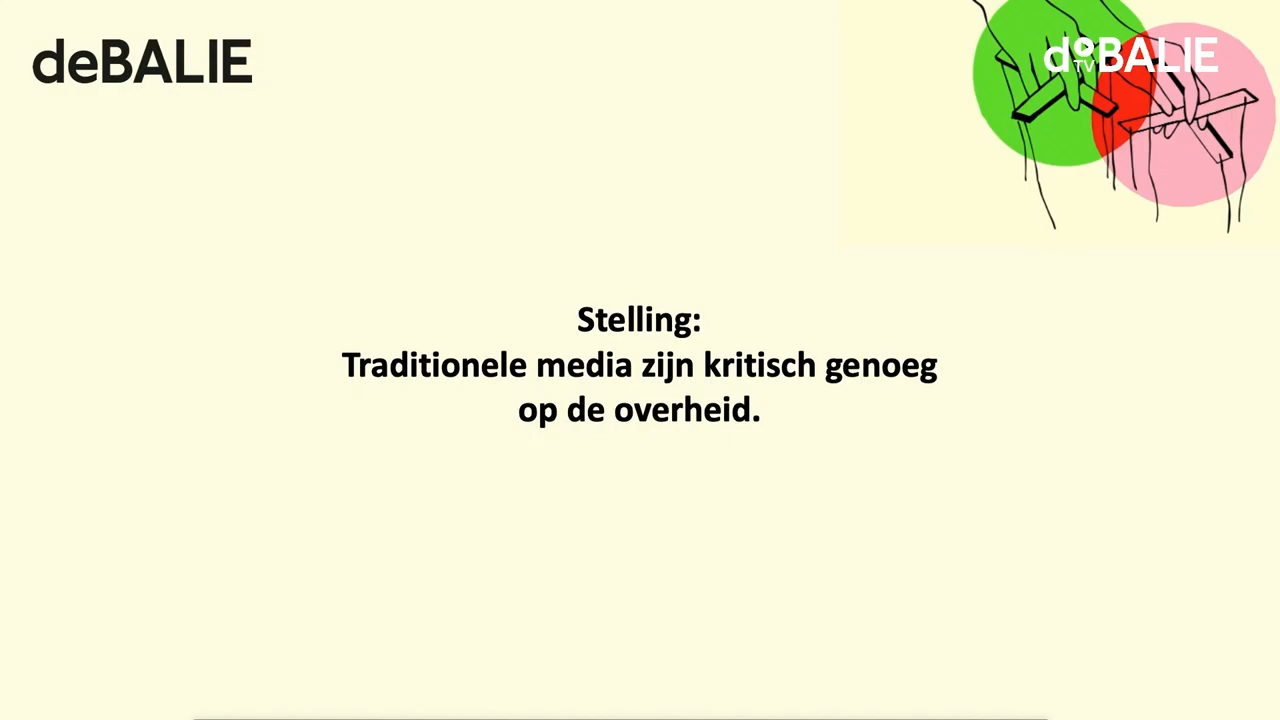 deBALIE
deBALIE
TV
Stelling:
Traditionele media zijn kritisch genoeg
op de overheid.